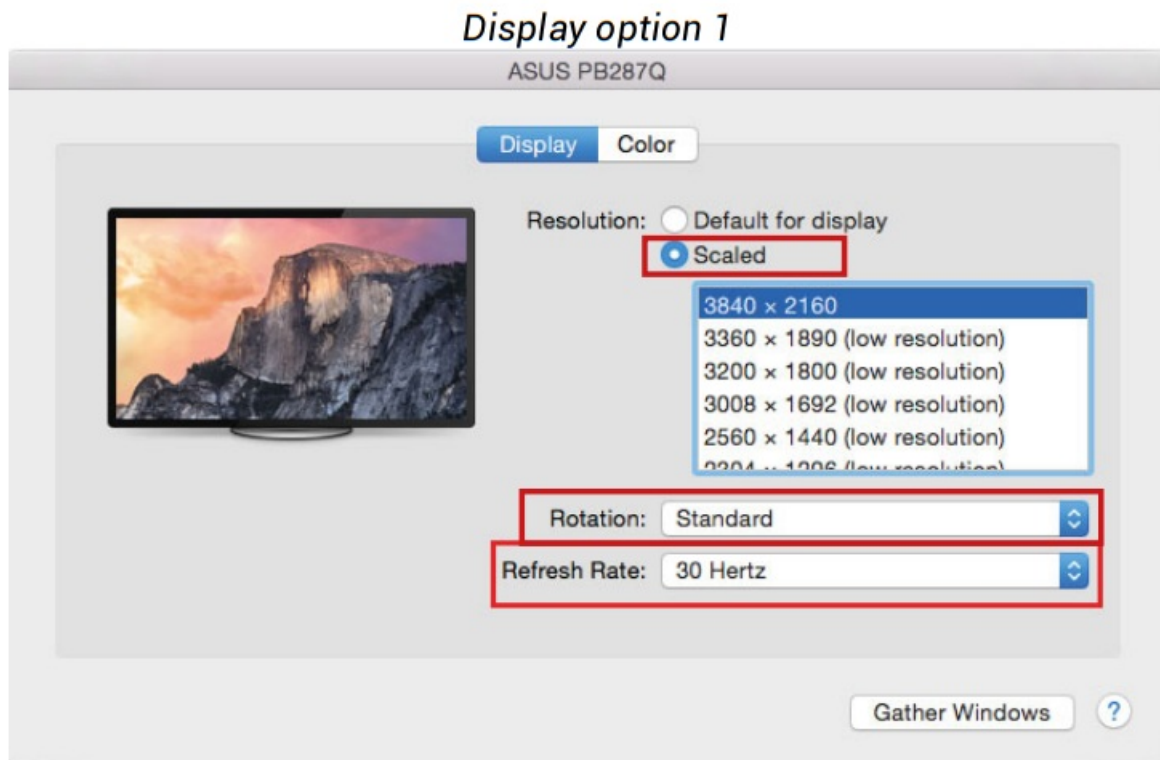 Display option 1
ASUS PB287Q
Display Color
Resolution: Default for display
Scaled
3840 × 2160
3360 × 1890 (low resolution)
3200 × 1800 (low resolution)
3008 × 1692 (low resolution)
2560 × 1440 (low resolution)
(low resolution)
Rotation: Standard
Refresh Rate: 30 Hertz
Gather Windows ?